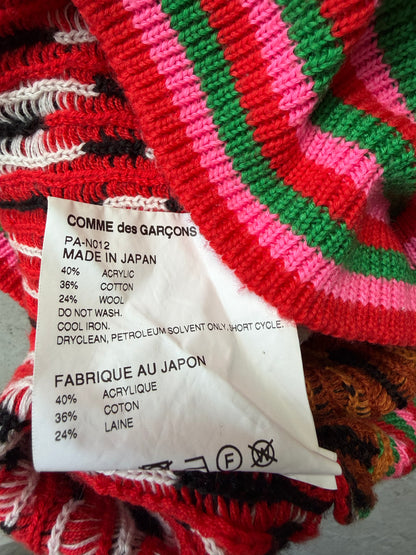 COMME des GARÇONS
PA-N012
MADE IN JAPAN
40% ACRYLIC
36% COTTON
24% WOOL
DO NOT WASH.
COOL IRON.
DRYCLEAN, PETROLEUM SOLVENT ONLY, SHORT CYCLE.
FABRIQUE AU JAPON
40% ACRYLIQUE
36% COTON
24% LAINE
F